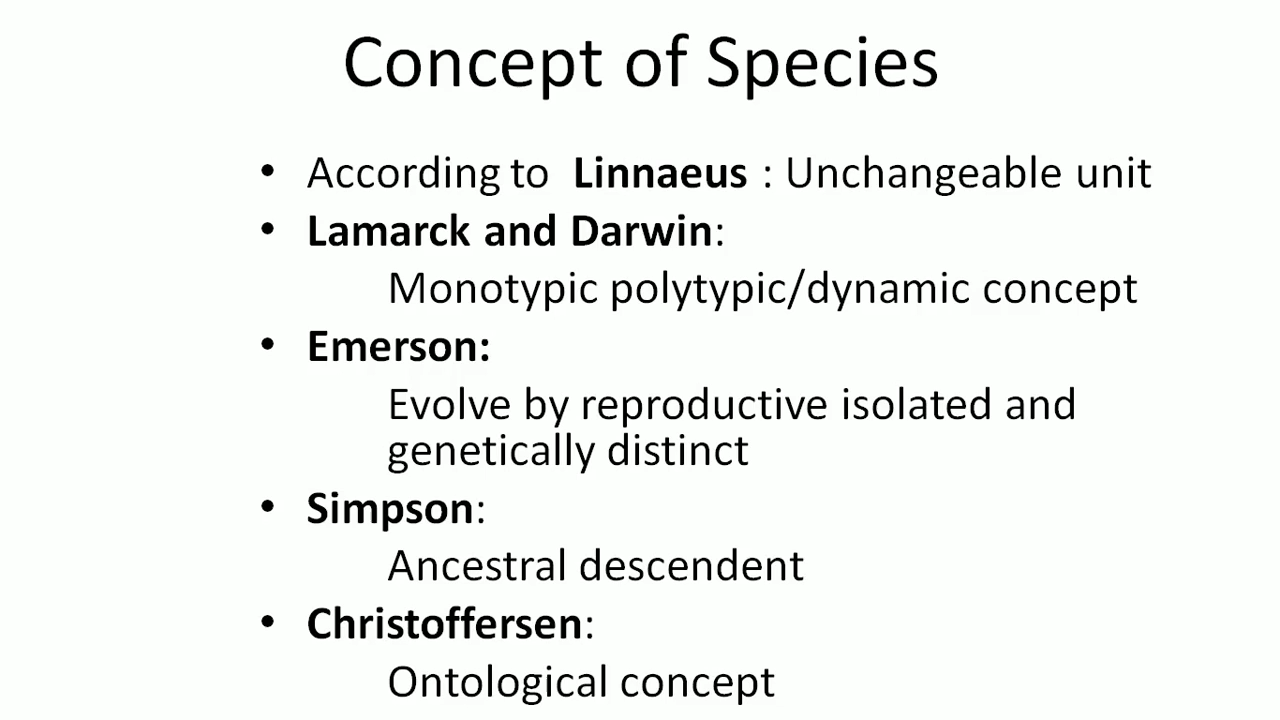 Concept of Species
• According to Linnaeus : Unchangeable unit
• Lamarck and Darwin:
Monotypic polytypic/dynamic concept
• Emerson:
Evolve by reproductive isolated and
genetically distinct
• Simpson:
Ancestral descendent
• Christoffersen:
Ontological concept